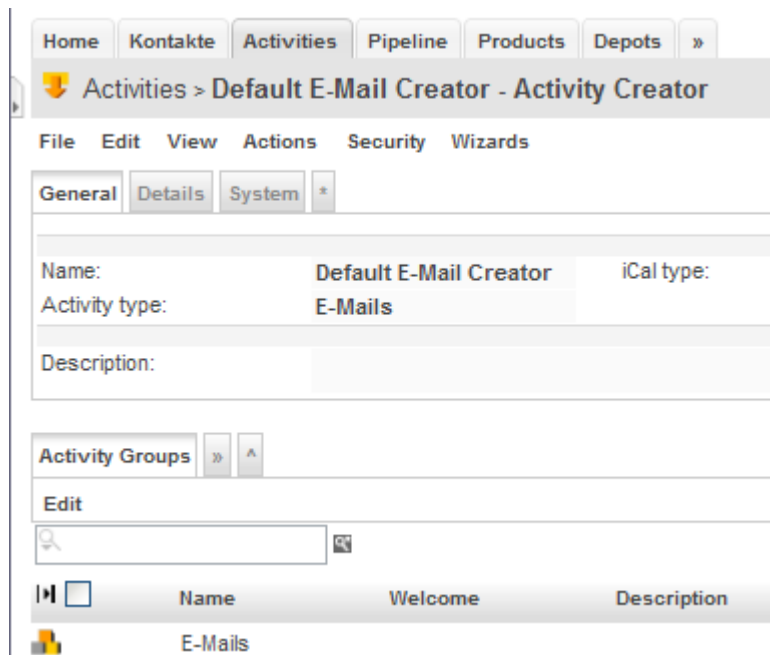 Home Kontakte Activities Pipeline Products Depots »
Activities > Default E-Mail Creator - Activity Creator
File Edit View Actions Security Wizards
General Details System *
Name: Default E-Mail Creator iCal type:
Activity type: E-Mails
Description:
Activity Groups » ^
Edit
Name Welcome Description
E-Mails